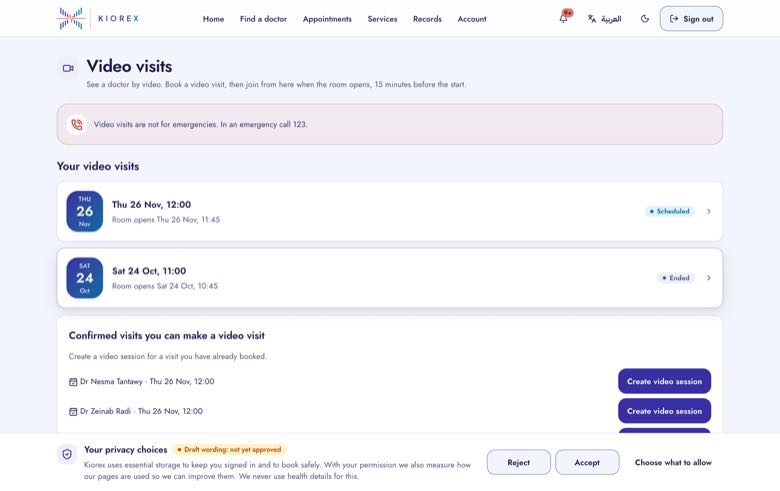 KIOREX
Home Find a doctor Appointments Services Records Account
9+
العربية
Sign out
Video visits
See a doctor by video. Book a video visit, then join from here when the room opens, 15 minutes before the start.
Video visits are not for emergencies. In an emergency call 123.
Your video visits
THU
26
Nov
Thu 26 Nov, 12:00
Room opens Thu 26 Nov, 11:45
Scheduled
SAT
24
Oct
Sat 24 Oct, 11:00
Room opens Sat 24 Oct, 10:45
Ended
Confirmed visits you can make a video visit
Create a video session for a visit you have already booked.
Dr Nesma Tantawy · Thu 26 Nov, 12:00
Create video session
Dr Zeinab Radi · Thu 26 Nov, 12:00
Create video session
Your privacy choices
Draft wording: not yet approved
Kiorex uses essential storage to keep you signed in and to book safely. With your permission we also measure how
our pages are used so we can improve them. We never use health details for this.
Reject
Accept
Choose what to allow